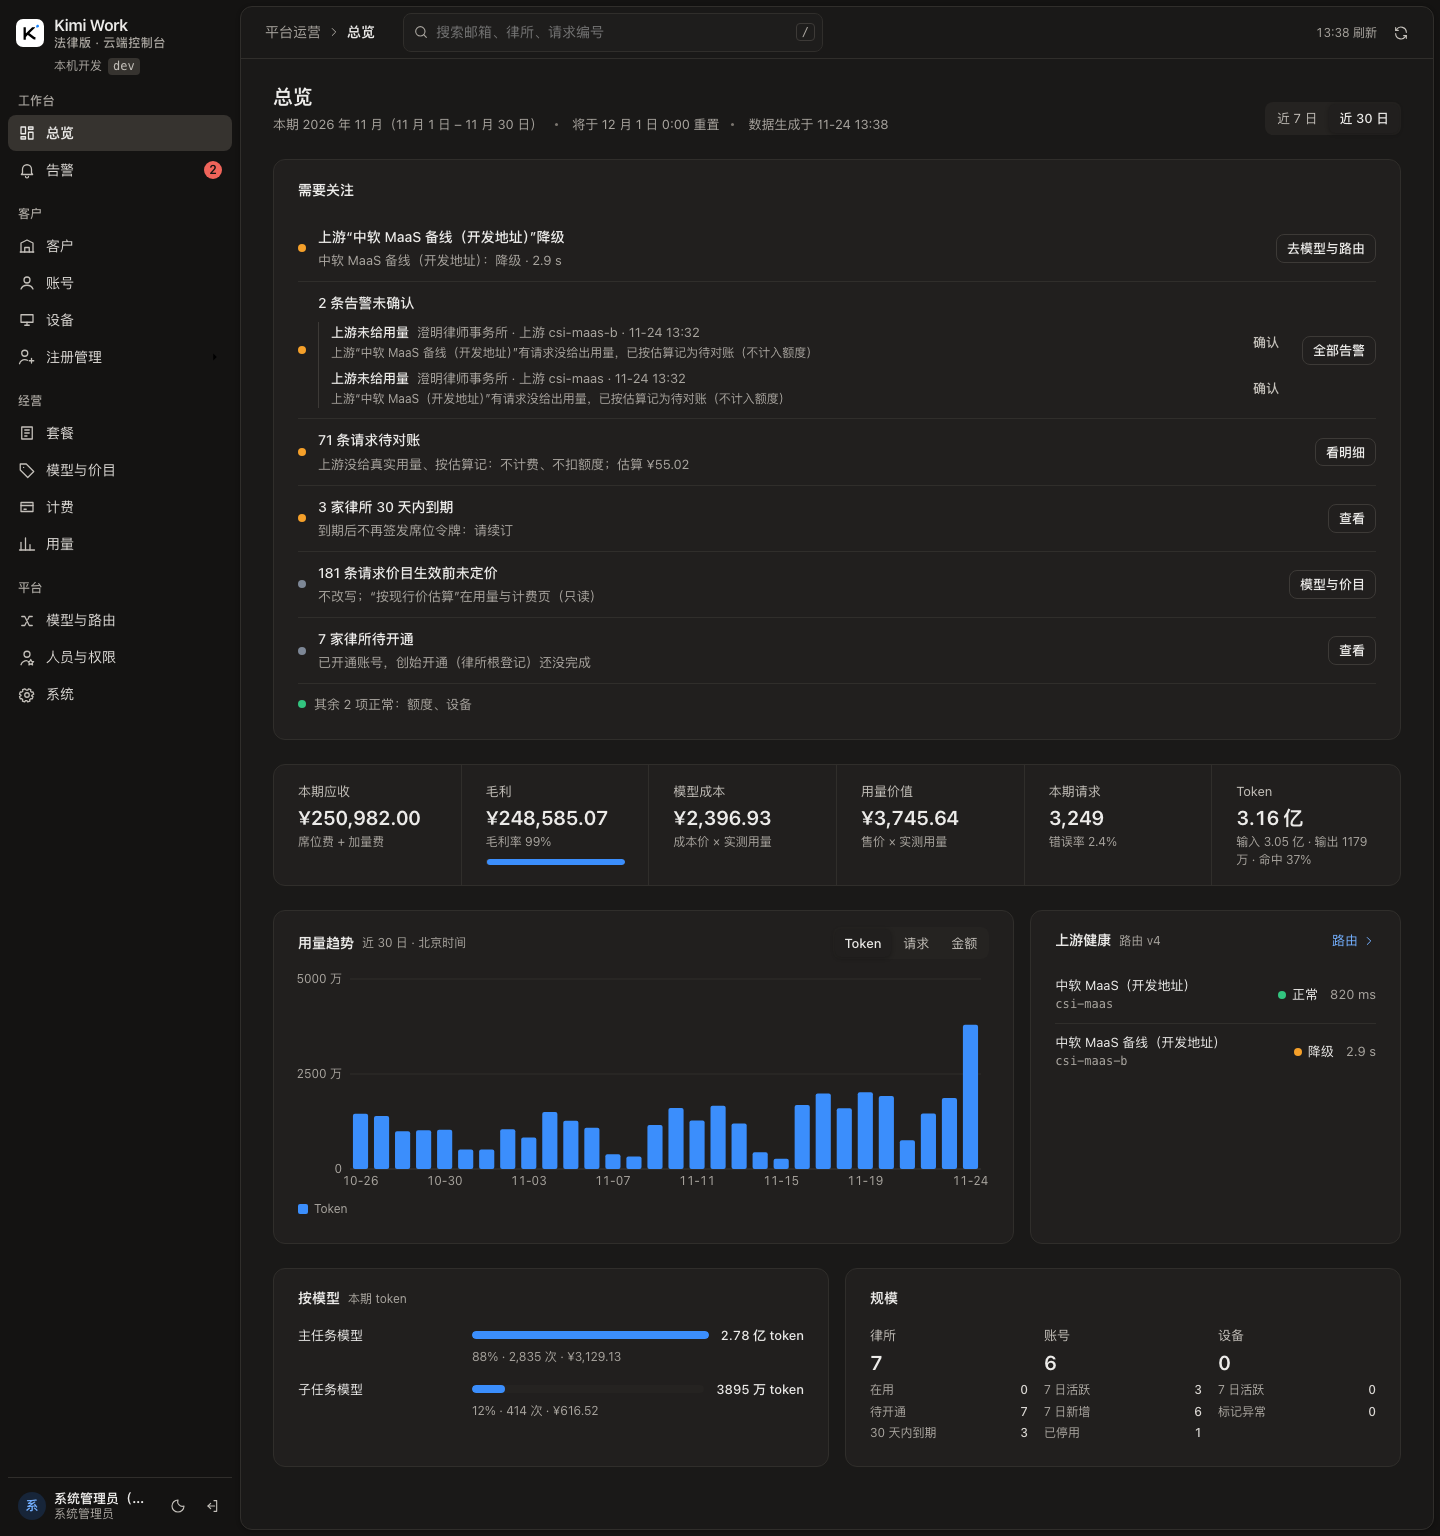 Kimi Work
法律版 · 云端控制台
本机开发 dev
工作台
总览
告警 2
客户
客户
账号
设备
注册管理
经营
套餐
模型与价目
计费
用量
平台
模型与路由
人员与权限
系统
系 系统管理员（...
系统管理员
平台运营 > 总览
搜索邮箱、律所、请求编号 /
13:38 刷新
总览
本期 2026 年 11 月（11 月 1 日 – 11 月 30 日） • 将于 12 月 1 日 0:00 重置 • 数据生成于 11-24 13:38
近 7 日 近 30 日
需要关注
上游“中软 MaaS 备线（开发地址）”降级
中软 MaaS 备线（开发地址）：降级 · 2.9 s
去模型与路由
2 条告警未确认
上游未给用量 澄明律师事务所 · 上游 csi-maas-b · 11-24 13:32
上游“中软 MaaS 备线（开发地址）”有请求没给出用量，已按估算记为待对账（不计入额度）
确认
上游未给用量 澄明律师事务所 · 上游 csi-maas · 11-24 13:32
上游“中软 MaaS（开发地址）”有请求没给出用量，已按估算记为待对账（不计入额度）
确认
全部告警
71 条请求待对账
上游没给真实用量、按估算记：不计费、不扣额度；估算 ¥55.02
看明细
3 家律所 30 天内到期
到期后不再签发席位令牌：请续订
查看
181 条请求价目生效前未定价
不改写；“按现行价估算”在用量与计费页（只读）
模型与价目
7 家律所待开通
已开通账号，创始开通（律所根登记）还没完成
查看
其余 2 项正常：额度、设备
本期应收
¥250,982.00
席位费 + 加量费
毛利
¥248,585.07
毛利率 99%
模型成本
¥2,396.93
成本价 × 实测用量
用量价值
¥3,745.64
售价 × 实测用量
本期请求
3,249
错误率 2.4%
Token
3.16 亿
输入 3.05 亿 · 输出 1179
万 · 命中 37%
用量趋势 近 30 日 · 北京时间
Token 请求 金额
5000 万
2500 万
0
10-26 10-30 11-03 11-07 11-11 11-15 11-19 11-24
Token
上游健康 路由 v4
路由 >
中软 MaaS（开发地址）
csi-maas
正常 820 ms
中软 MaaS 备线（开发地址）
csi-maas-b
降级 2.9 s
按模型 本期 token
主任务模型 2.78 亿 token
88% · 2,835 次 · ¥3,129.13
子任务模型 3895 万 token
12% · 414 次 · ¥616.52
规模
律所
7
在用 0
待开通 7
30 天内到期 3
账号
6
7 日活跃 3
7 日新增 6
已停用 1
设备
0
7 日活跃 0
标记异常 0